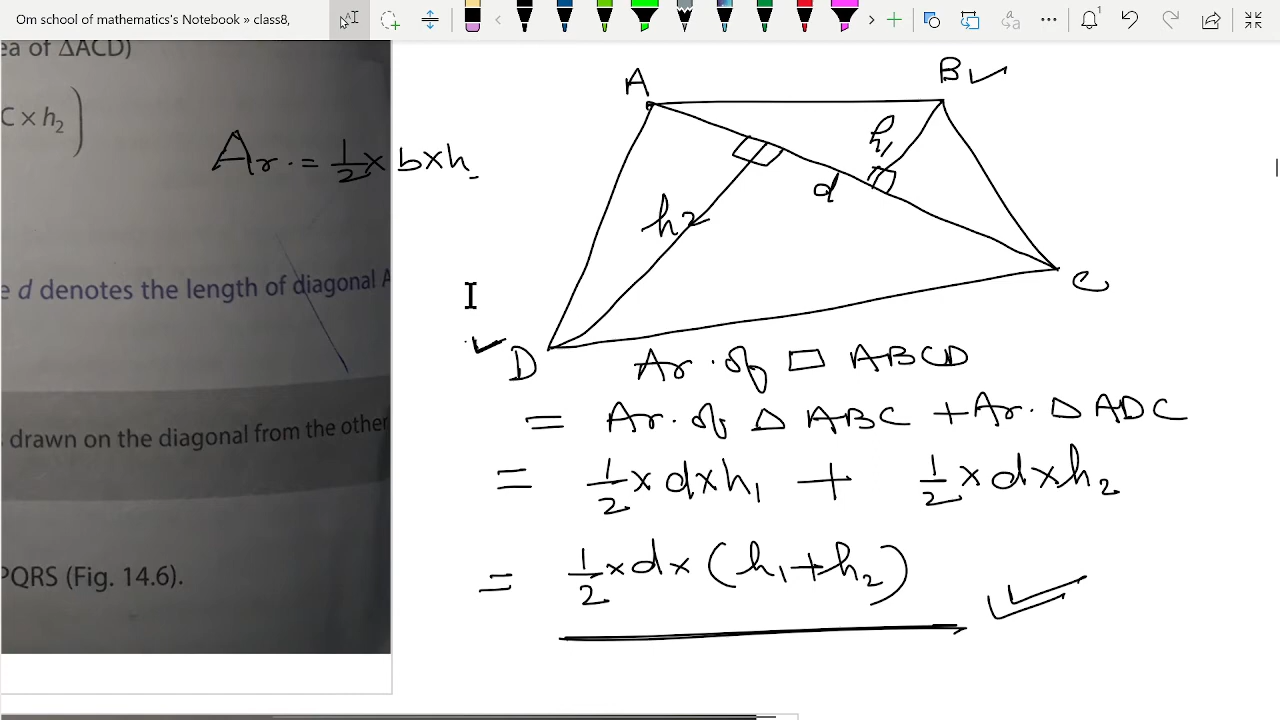 Om school of mathematics's Notebook » class8,
ea of ΔACD)
C × h₂)
Ar. = 1/2 × b×h
e d denotes the length of diagonal A
drawn on the diagonal from the other
PQRS (Fig. 14.6).
A
B ✓
h₁
d
h₂
C
✓ D
Ar. of □ ABCD
= Ar. of Δ ABC + Ar. Δ ADC
= 1/2 × d×h₁ + 1/2 × d×h₂
= 1/2 × d× (h₁+h₂)